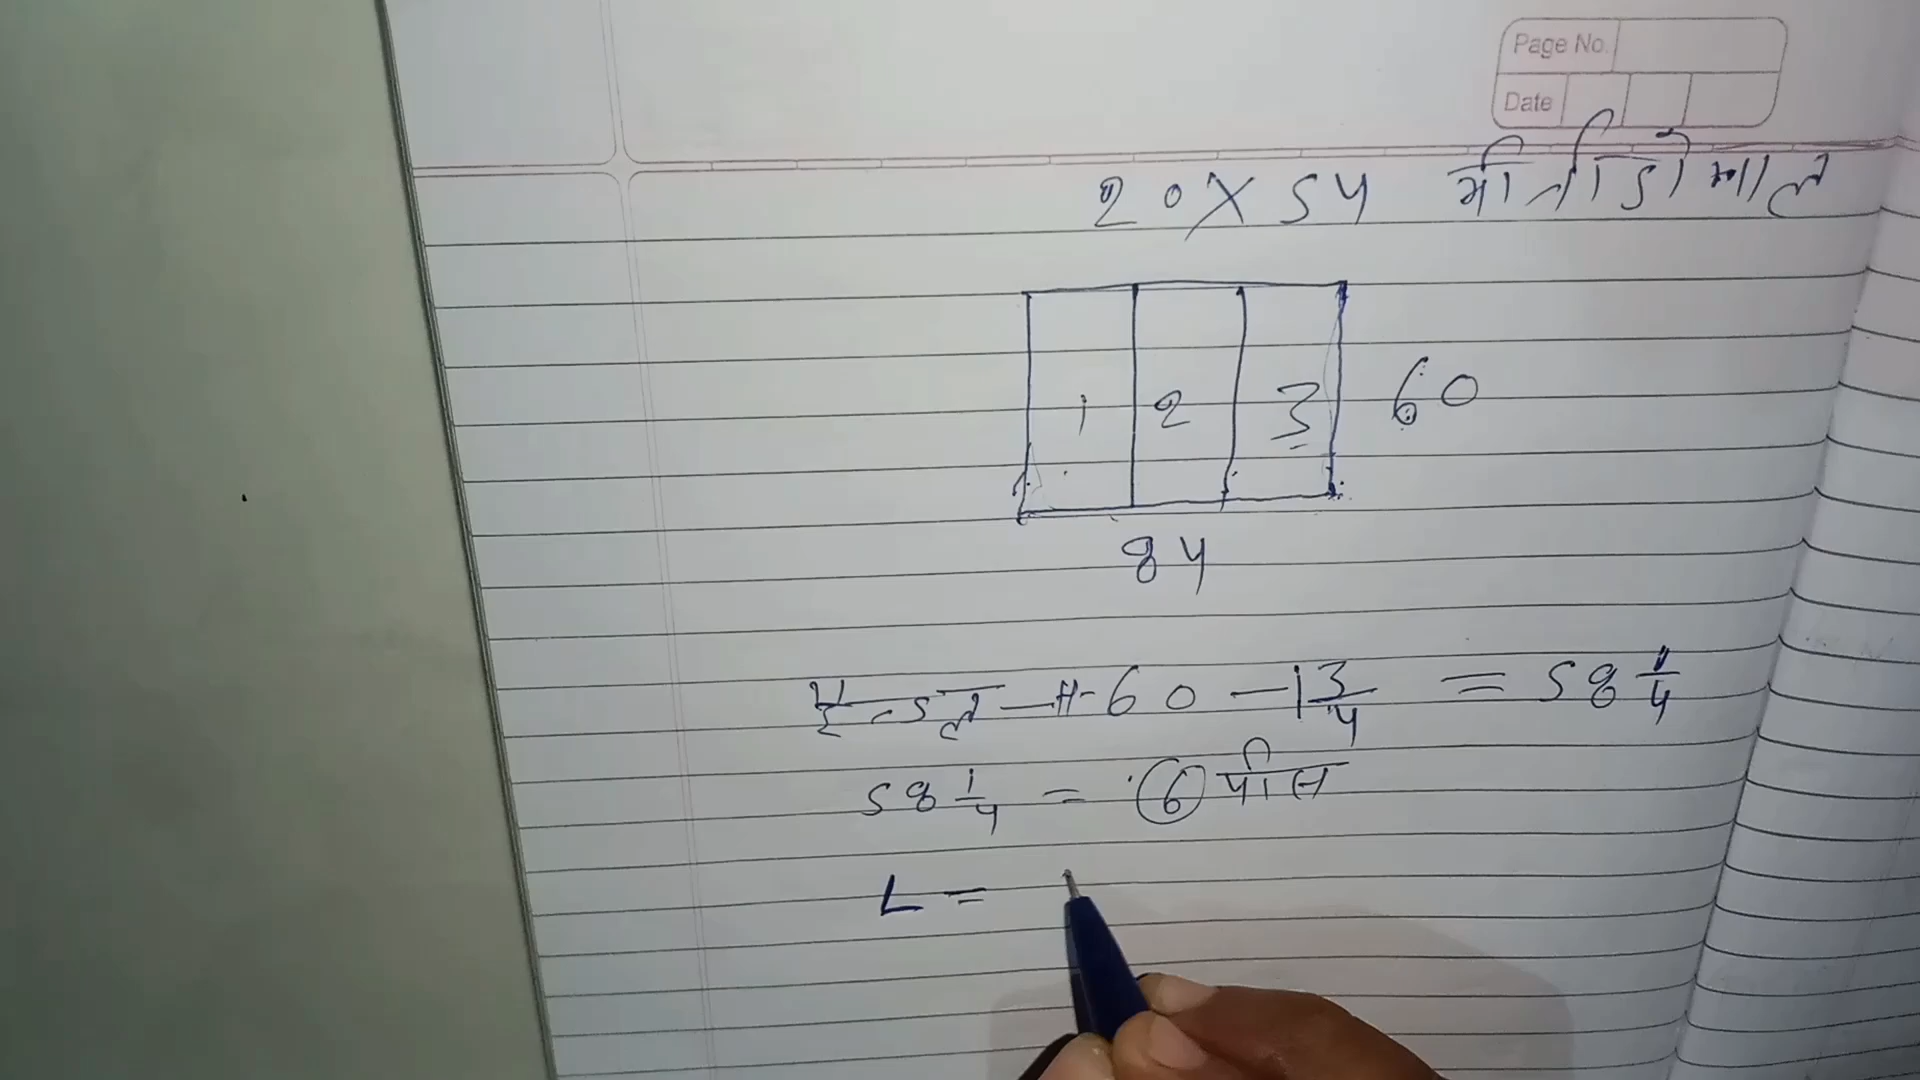 Page No.
Date
20 X 54
1 2 3 60
84
60 — 1 3/4 = 58 1/4
58 1/4 = 6 पीस
L =